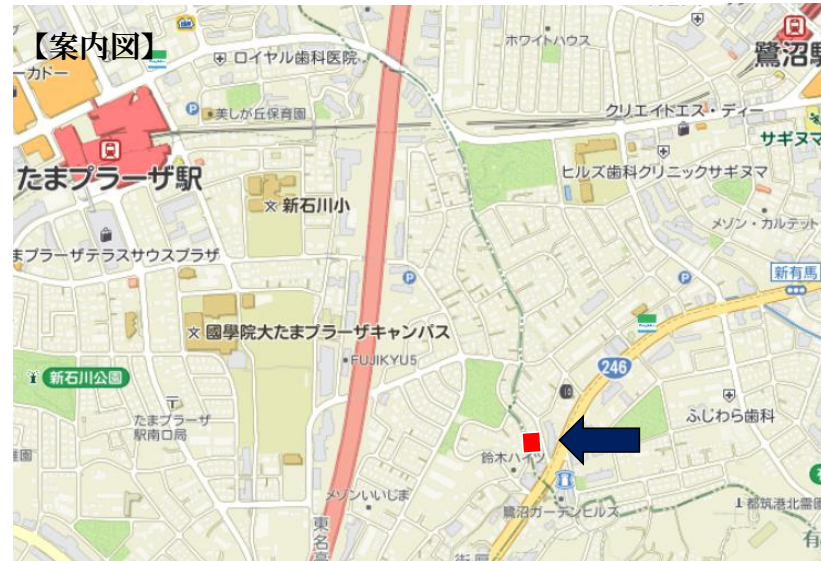 【案内図】
ホワイトハウス
鷺沼駅
ーカドー
ロイヤル歯科医院
P
美しが丘保育園
クリエイトエス・ディー
サギヌマ
たまプラーザ駅
ヒルズ歯科クリニックサギヌマ
文 新石川小
メゾン・カルテット
まプラーザテラスサウスプラザ
P
P
新有馬
文 國學院大たまプラーザキャンパス
FUJIKYU5
246
新石川公園
たまプラーザ
駅南口局
ふじわら歯科
鈴木ハイツ
メゾンいいじま
鷺沼ガーデンヒルズ
都筑港北霊園
東名高
有